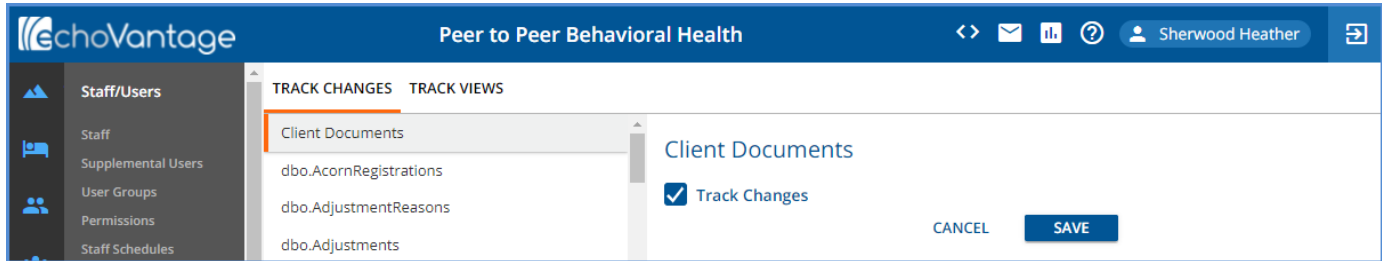 echoVantage
Peer to Peer Behavioral Health
Sherwood Heather
Staff/Users
Staff
Supplemental Users
User Groups
Permissions
Staff Schedules
TRACK CHANGES TRACK VIEWS
Client Documents
dbo.AcornRegistrations
dbo.AdjustmentReasons
dbo.Adjustments
Client Documents
Track Changes
CANCEL SAVE